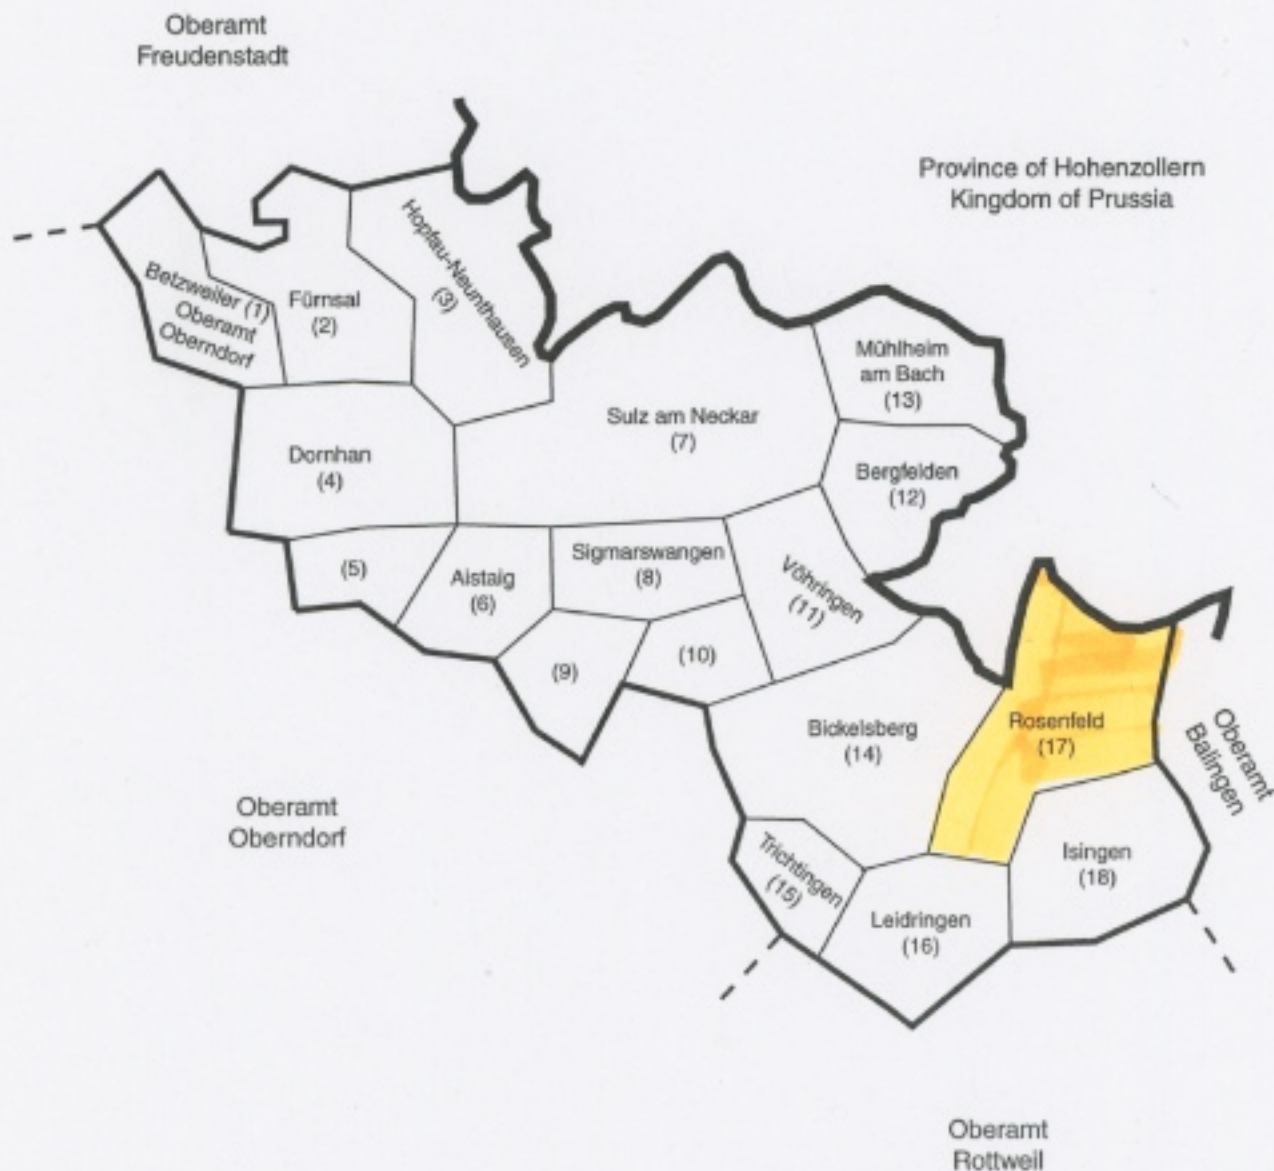 Oberamt
Freudenstadt
Province of Hohenzollern
Kingdom of Prussia
Hopfau-Neunthausen
(3)
Betzweiler (1)
Oberamt
Oberndorf
Fürnsal
(2)
Mühlheim
am Bach
(13)
Sulz am Neckar
(7)
Dornhan
(4)
Bergfelden
(12)
(5)
Aistaig
(6)
Sigmarswangen
(8)
Vöhringen
(11)
(9)
(10)
Bickelsberg
(14)
Rosenfeld
(17)
Oberamt
Balingen
Oberamt
Oberndorf
Trichtingen
(15)
Isingen
(18)
Leidringen
(16)
Oberamt
Rottweil